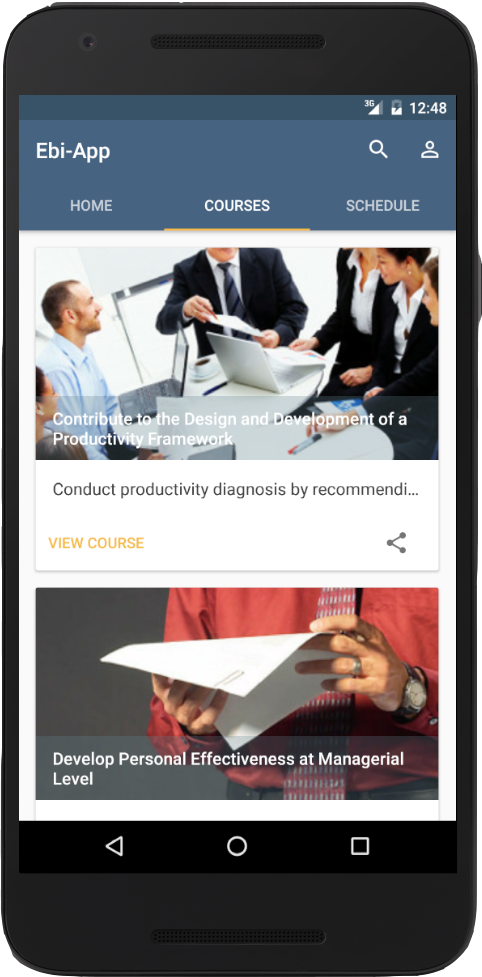 3G 12:48
Ebi-App
HOME COURSES SCHEDULE
Contribute to the Design and Development of a
Productivity Framework
Conduct productivity diagnosis by recommendi...
VIEW COURSE
Develop Personal Effectiveness at Managerial
Level